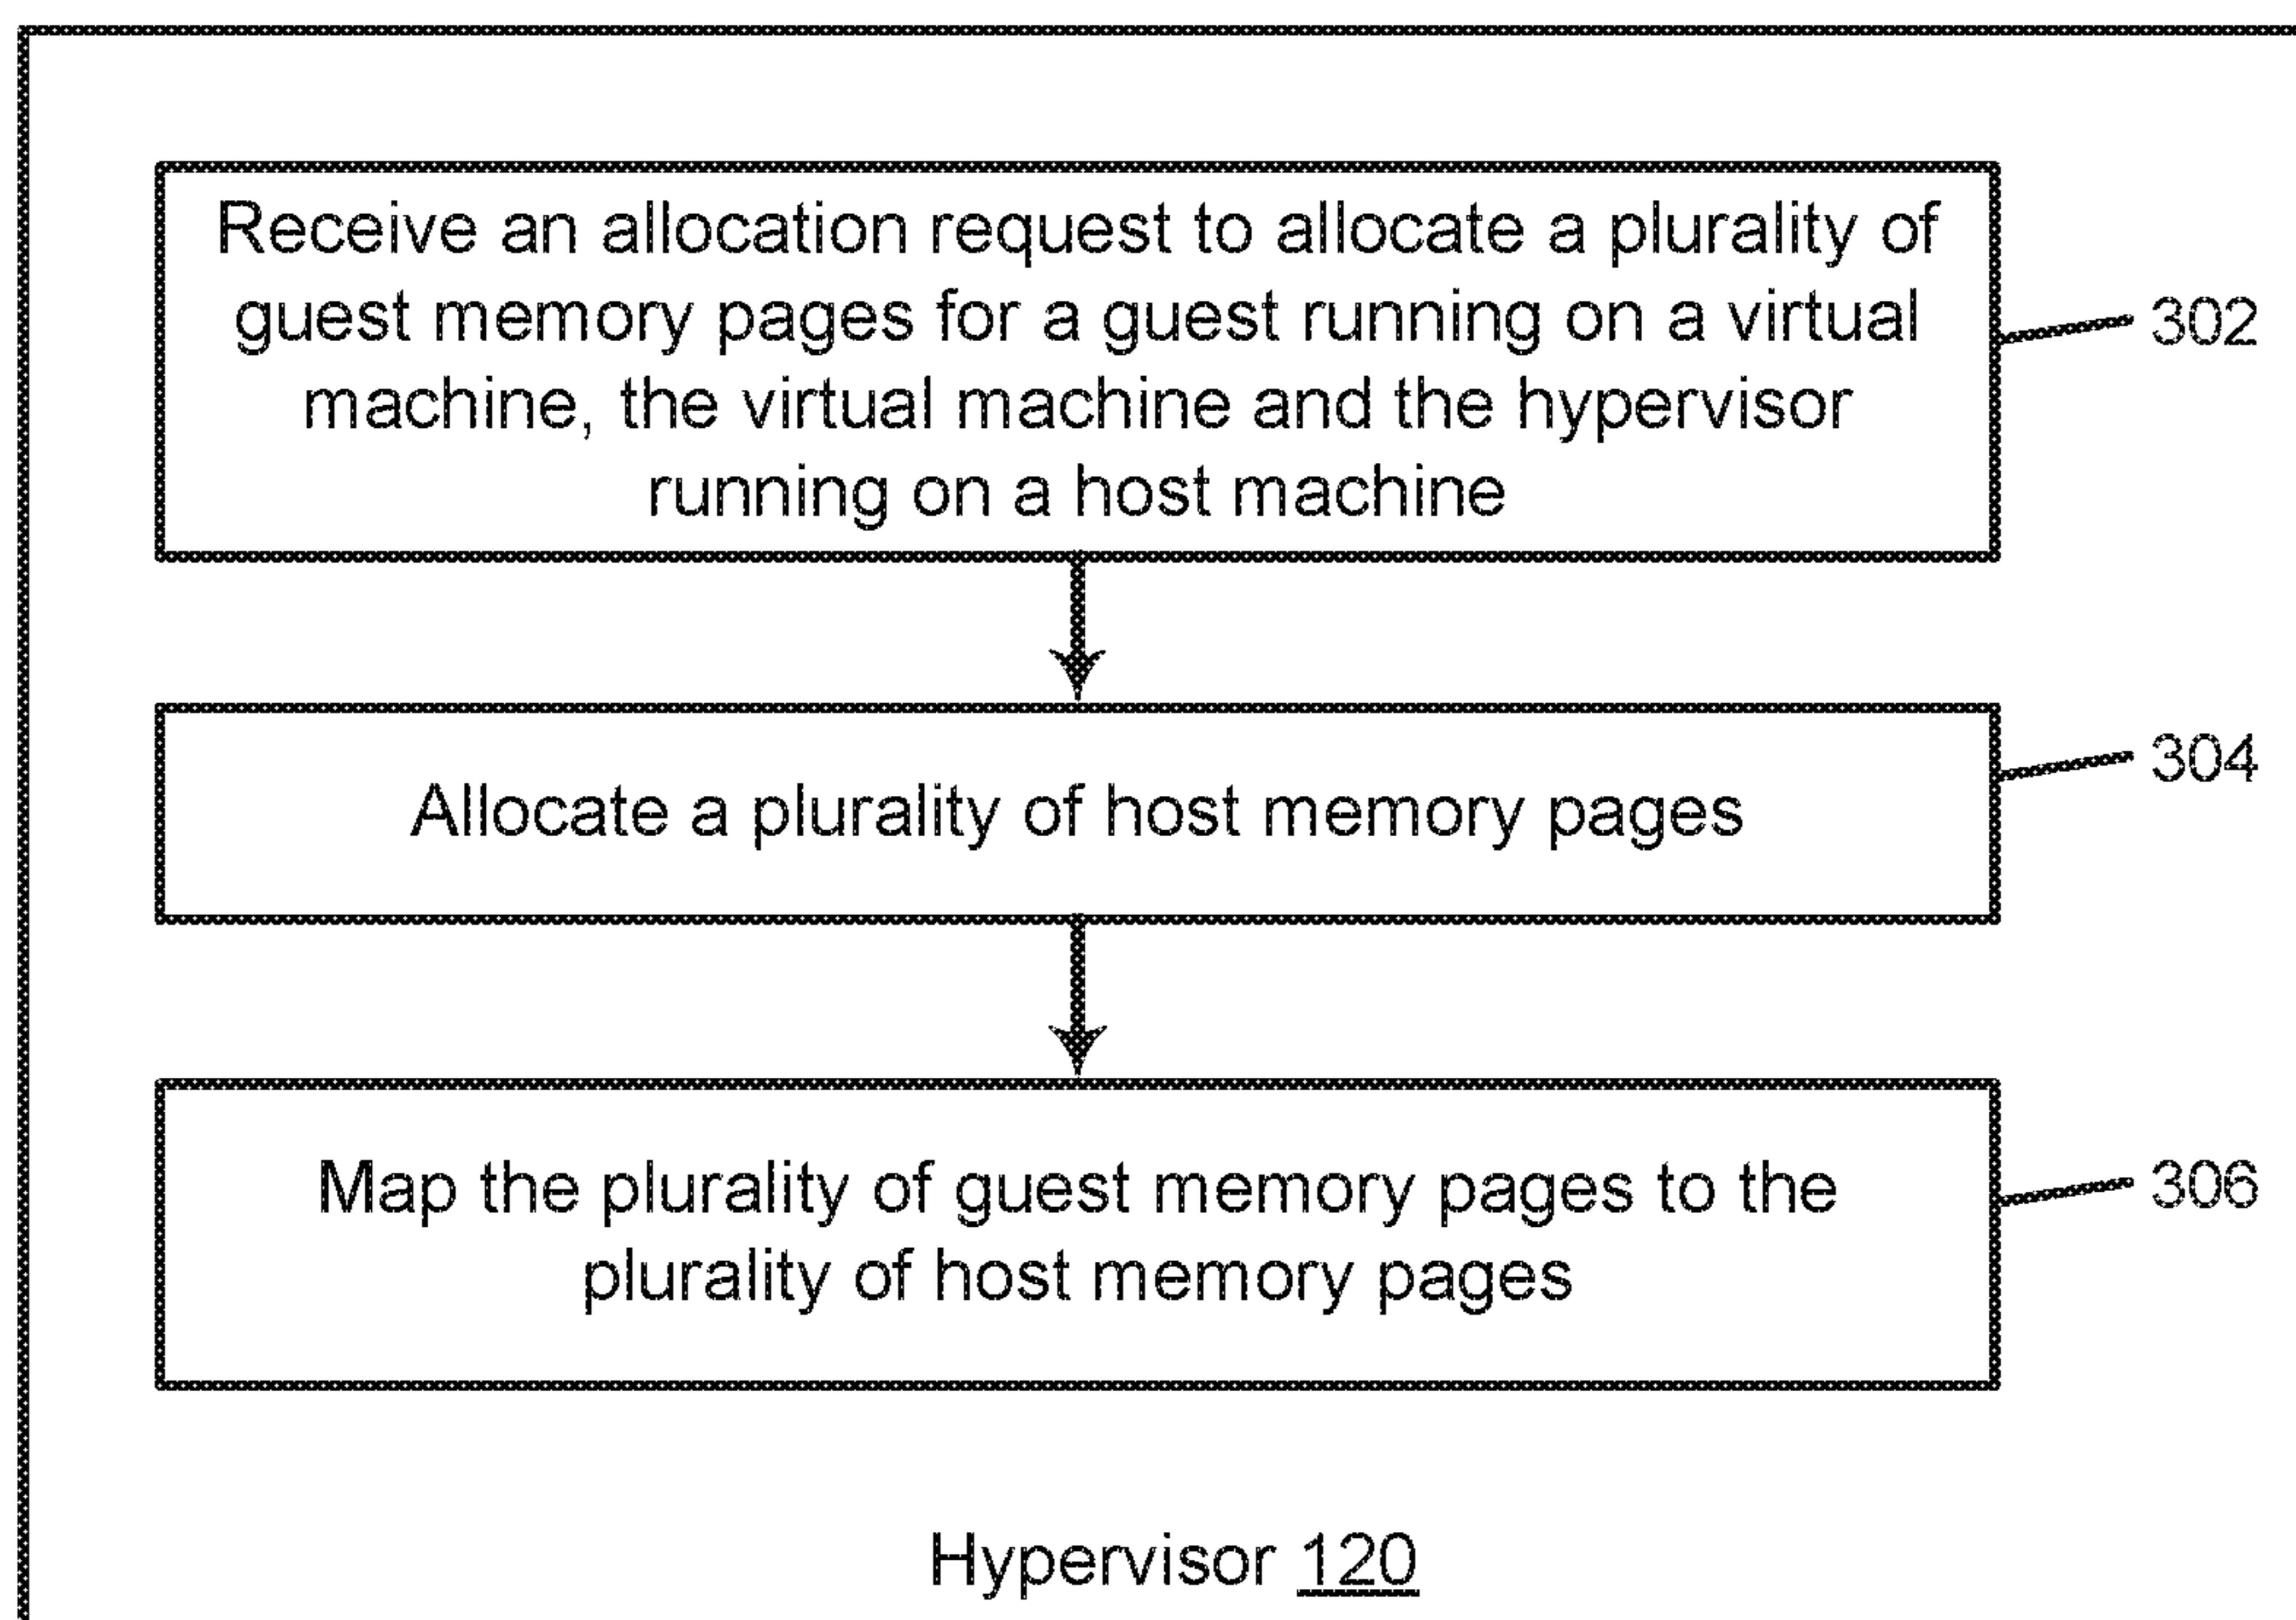 Receive an allocation request to allocate a plurality of
guest memory pages for a guest running on a virtual
machine, the virtual machine and the hypervisor
running on a host machine
302
Allocate a plurality of host memory pages
304
Map the plurality of guest memory pages to the
plurality of host memory pages
306
Hypervisor 120